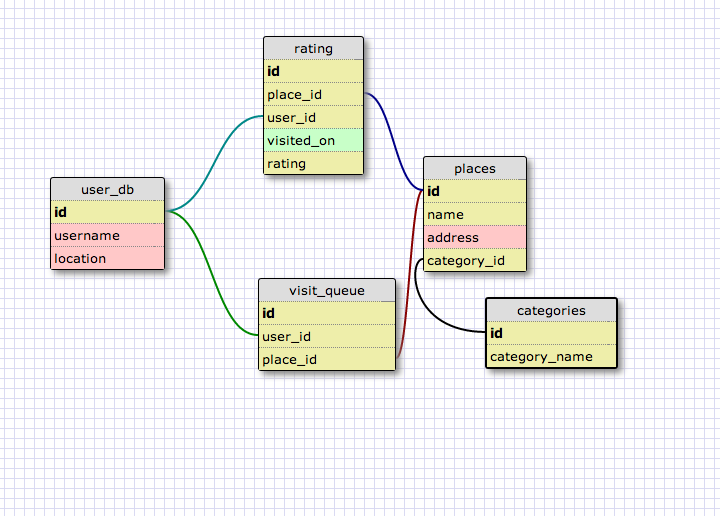 rating
id
place_id
user_id
visited_on
rating
user_db
id
username
location
places
id
name
address
category_id
visit_queue
id
user_id
place_id
categories
id
category_name